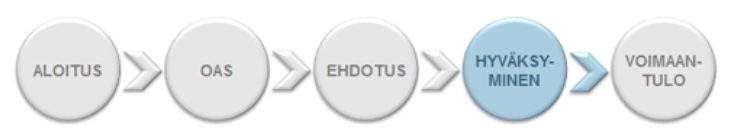 ALOITUS
OAS
EHDOTUS
HYVÄKSY-
MINEN
VOIMAAN-
TULO